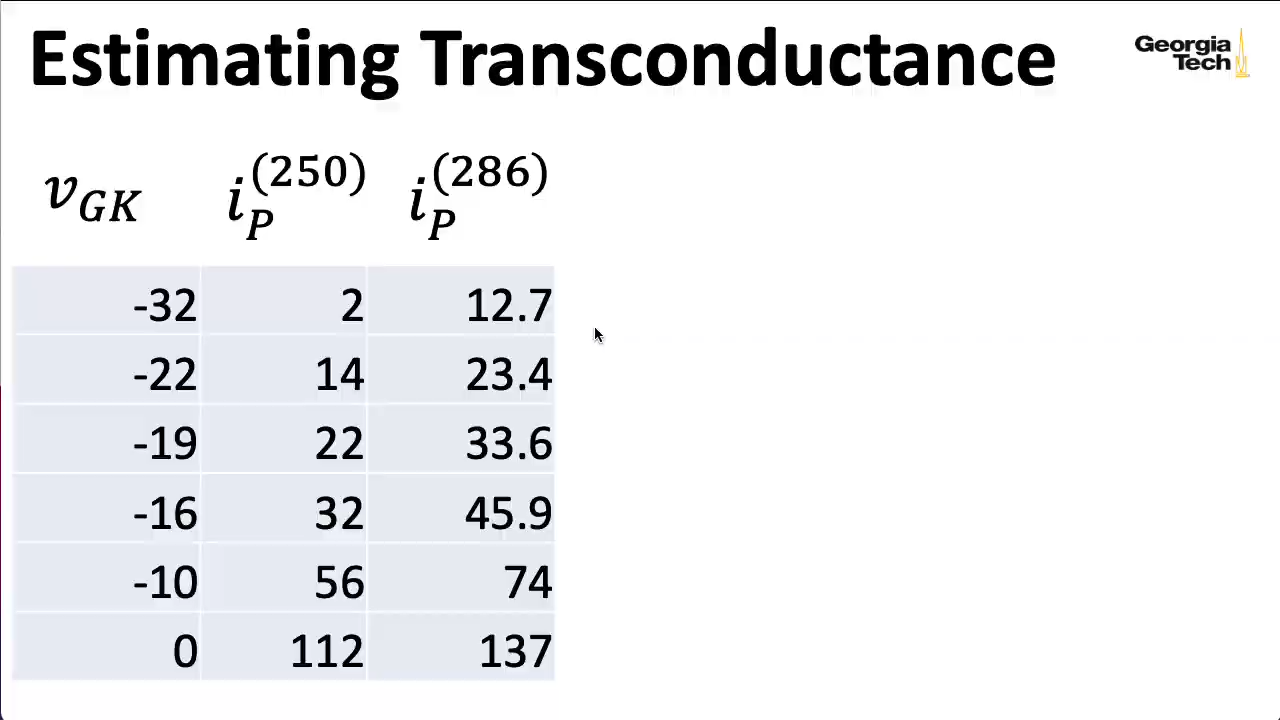 Estimating Transconductance
Georgia
Tech
v_GK i_P^(250) i_P^(286)
-32 2 12.7
-22 14 23.4
-19 22 33.6
-16 32 45.9
-10 56 74
0 112 137